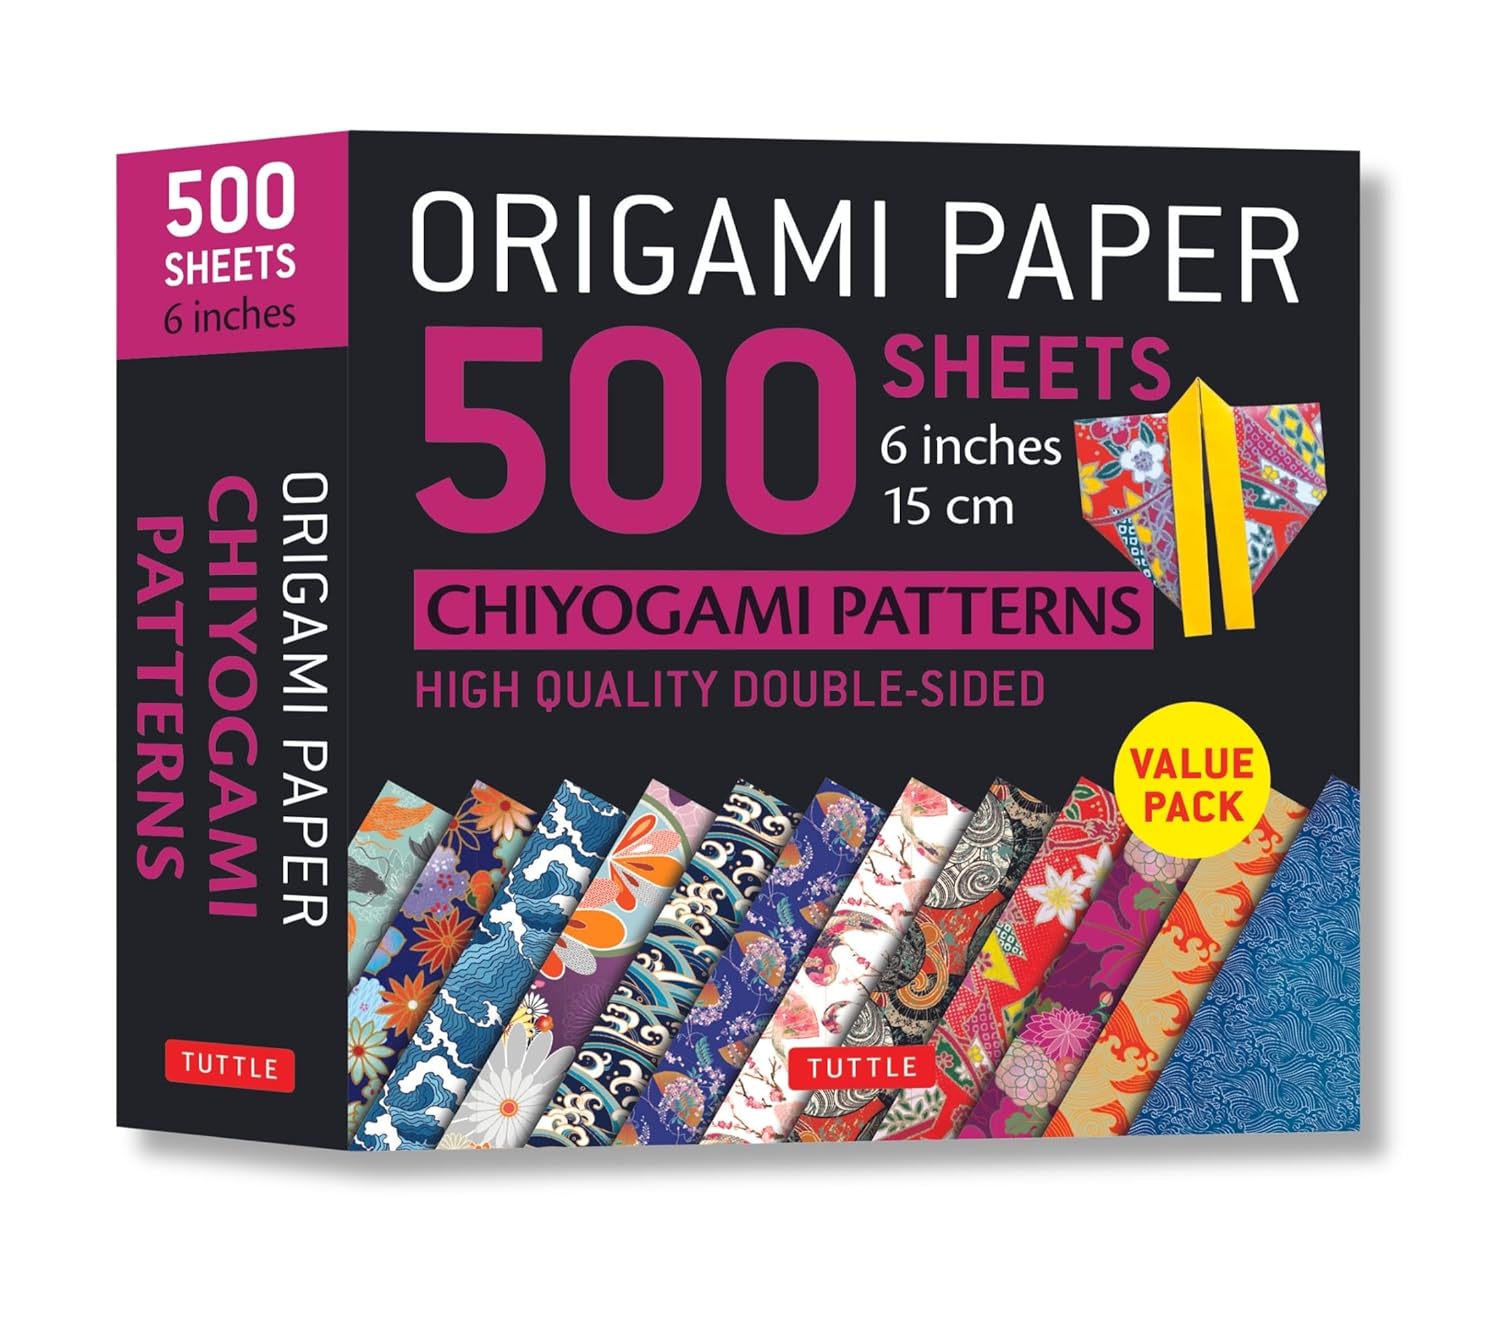 500
SHEETS
6 inches
ORIGAMI PAPER
CHIYOGAMI
PATTERNS
TUTTLE
ORIGAMI PAPER
500 SHEETS
6 inches
15 cm
CHIYOGAMI PATTERNS
HIGH QUALITY DOUBLE-SIDED
VALUE
PACK
TUTTLE